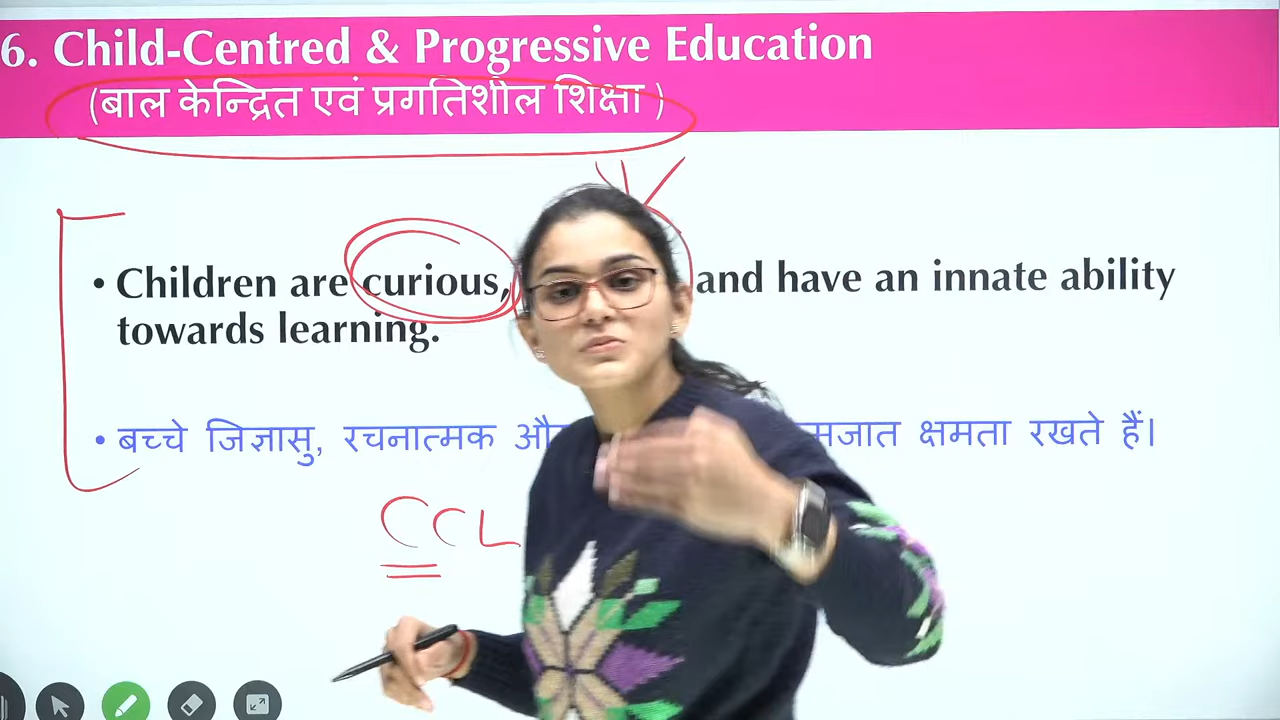 6. Child-Centred & Progressive Education
(बाल केन्द्रित एवं प्रगतिशील शिक्षा )
• Children are curious, and have an innate ability
towards learning.
• बच्चे जिज्ञासु, रचनात्मक क्षमता रखते हैं।
CCL